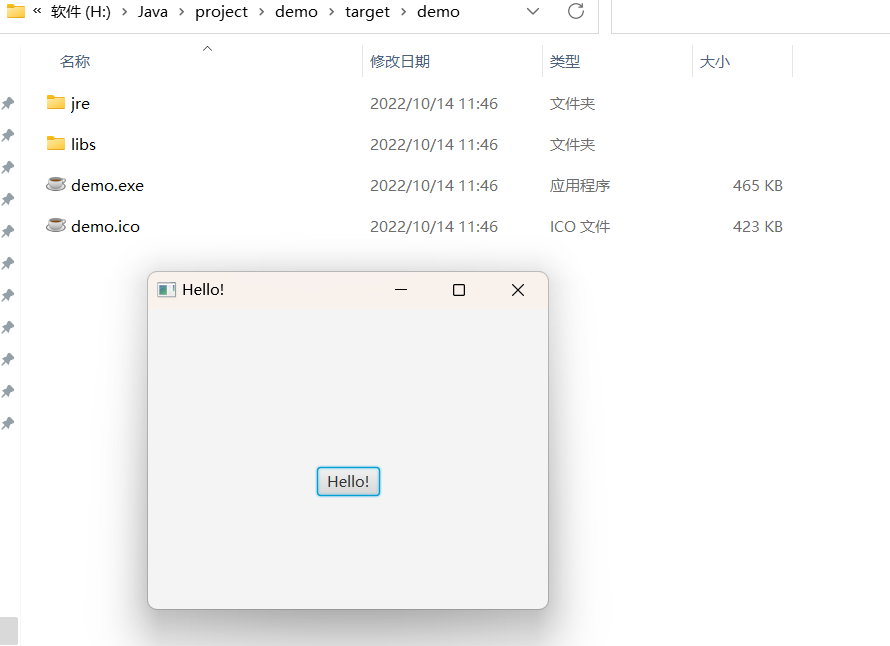 « 软件 (H:) › Java › project › demo › target › demo
名称 修改日期 类型 大小
jre 2022/10/14 11:46 文件夹
libs 2022/10/14 11:46 文件夹
demo.exe 2022/10/14 11:46 应用程序 465 KB
demo.ico 2022/10/14 11:46 ICO 文件 423 KB
Hello!
Hello!